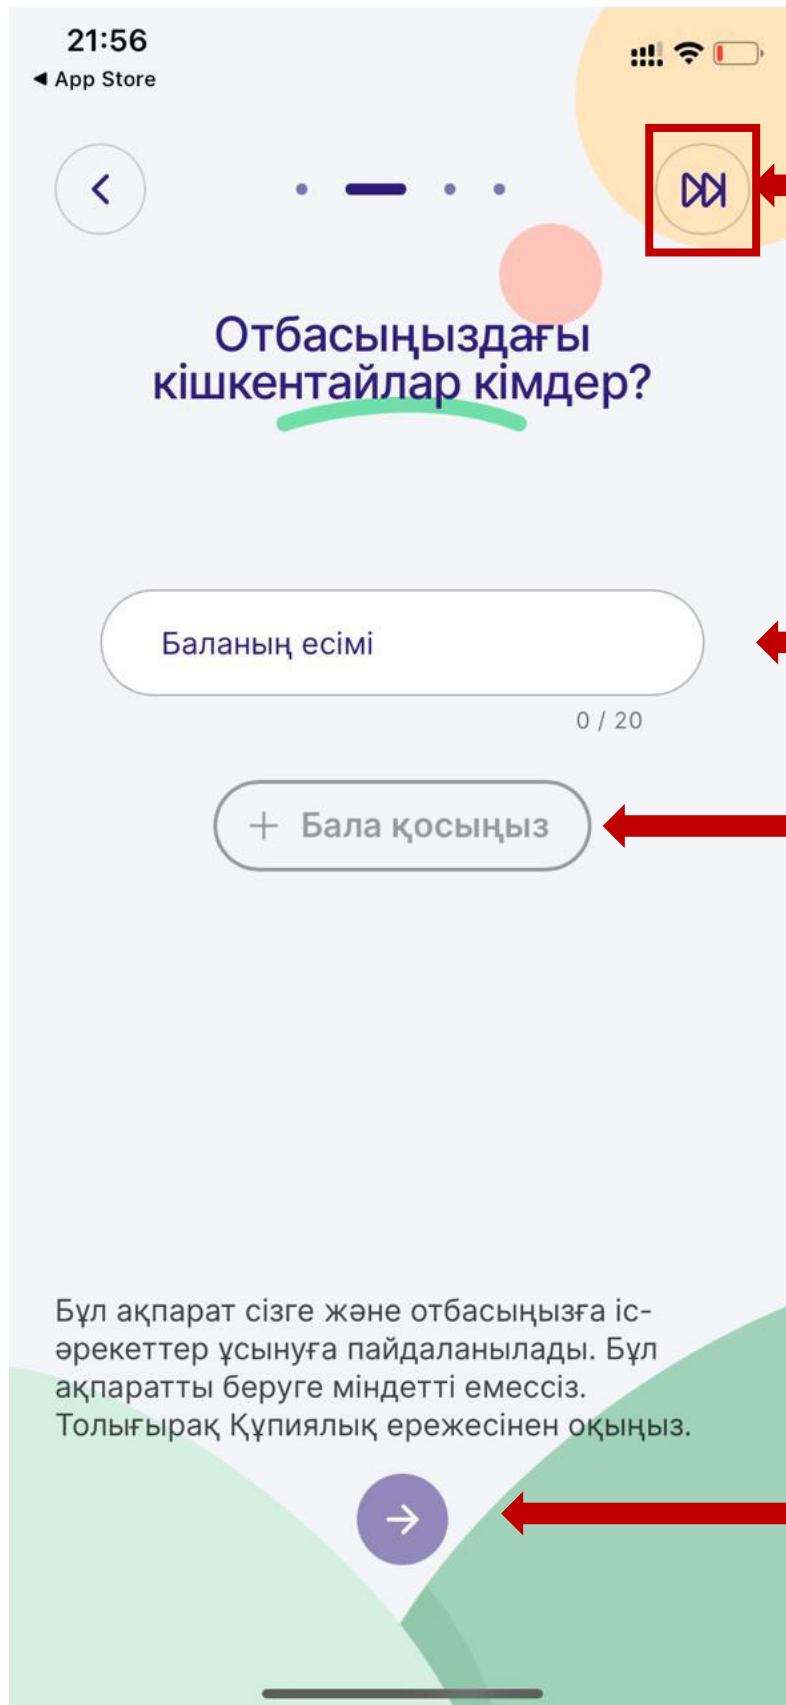 21:56
◀ App Store
Отбасыңыздағы
кішкентайлар кімдер?
Баланың есімі
0 / 20
+ Бала қосыңыз
Бұл ақпарат сізге және отбасыңызға іс-
әрекеттер ұсынуға пайдаланылады. Бұл
ақпаратты беруге міндетті емессіз.
Толығырақ Құпиялық ережесінен оқыңыз.